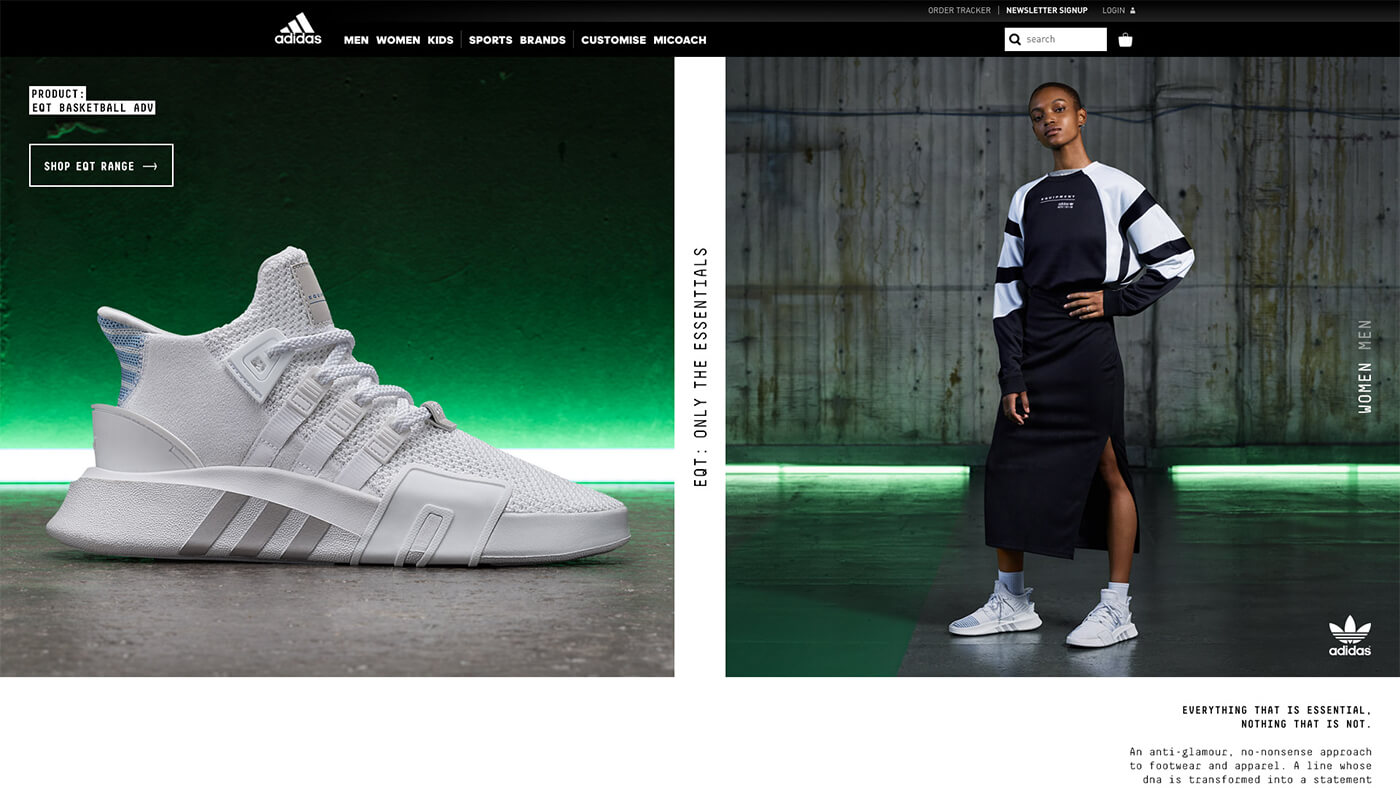 ORDER TRACKER
NEWSLETTER SIGNUP
LOGIN
adidas
MEN WOMEN KIDS SPORTS BRANDS CUSTOMISE MICOACH
search
PRODUCT:
EQT BASKETBALL ADV
SHOP EQT RANGE →
EQT: ONLY THE ESSENTIALS
EQUIPMENT
WOMEN MEN
adidas
EVERYTHING THAT IS ESSENTIAL,
NOTHING THAT IS NOT.
An anti-glamour, no-nonsense approach
to footwear and apparel. A line whose
dna is transformed into a statement